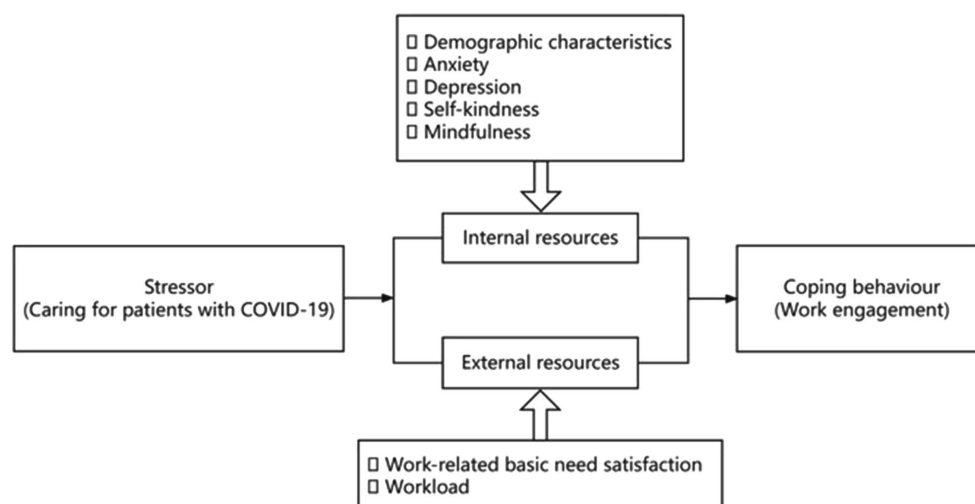 ▯ Demographic characteristics
▯ Anxiety
▯ Depression
▯ Self-kindness
▯ Mindfulness
Internal resources
Stressor
(Caring for patients with COVID-19)
Coping behaviour
(Work engagement)
External resources
▯ Work-related basic need satisfaction
▯ Workload